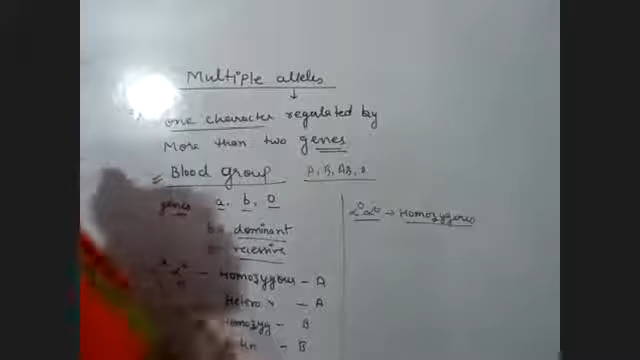 Multiple alleles
↓
one character regulated by
More than two genes
= Blood group A, B, AB, O
genes a, b, O
dominant
recessive
Homozygous - A
Hetero - A
Homozyg - B
- B
→ Homozygous